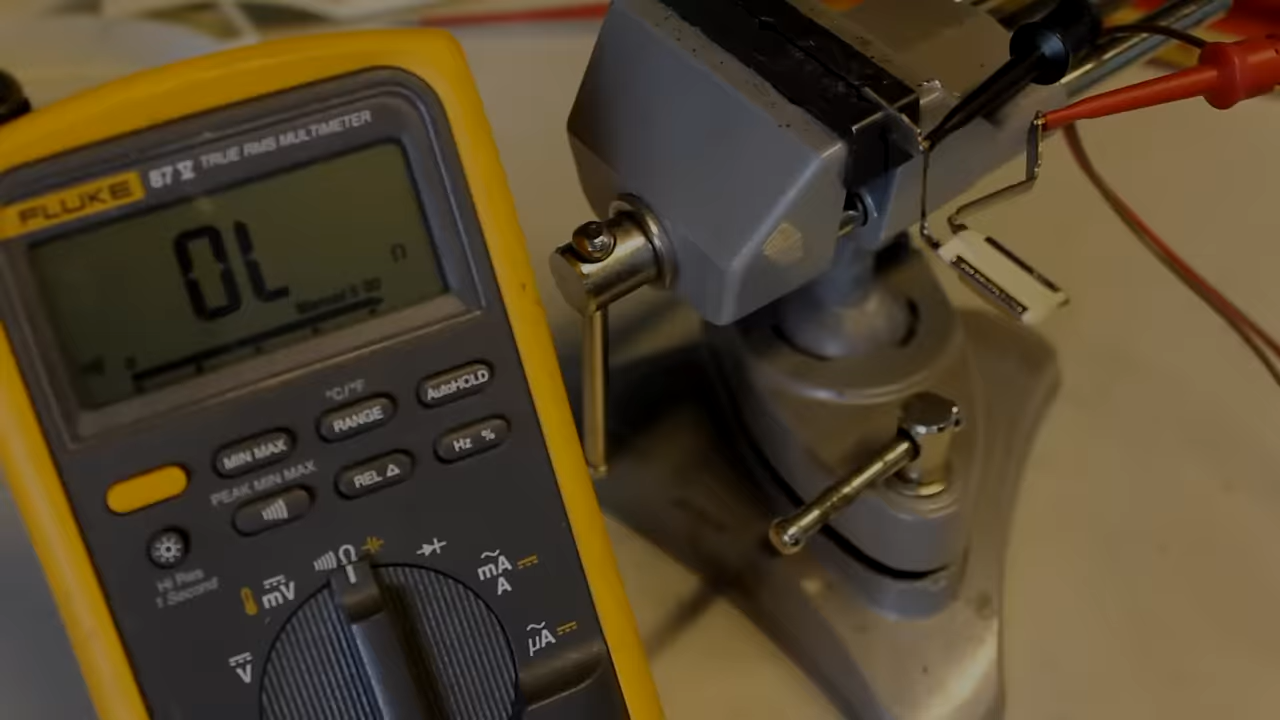 FLUKE 87 V TRUE RMS MULTIMETER
OL Ω
MIN MAX
°C/°F
RANGE
AutoHOLD
PEAK MIN MAX
REL Δ
Hz %
Hi Res
1 Second
Ω
mV
mA
A
µA
V